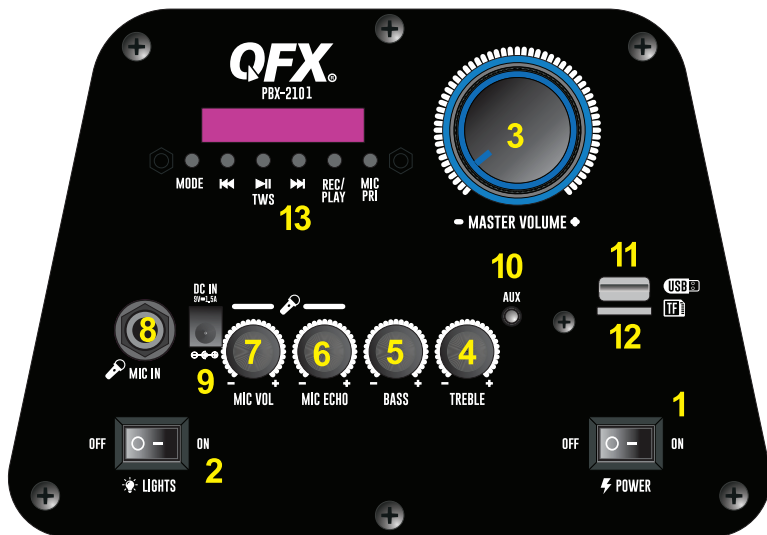 QFX®
PBX-2101
MODE
TWS
REC/
PLAY
MIC
PRI
13
3
- MASTER VOLUME +
10
AUX
11
USB
TF
12
DC IN
9V⎓1.5A
8
MIC IN
9
7
6
5
4
- +
- +
- +
- +
MIC VOL
MIC ECHO
BASS
TREBLE
OFF
ON
2
LIGHTS
1
OFF
ON
POWER